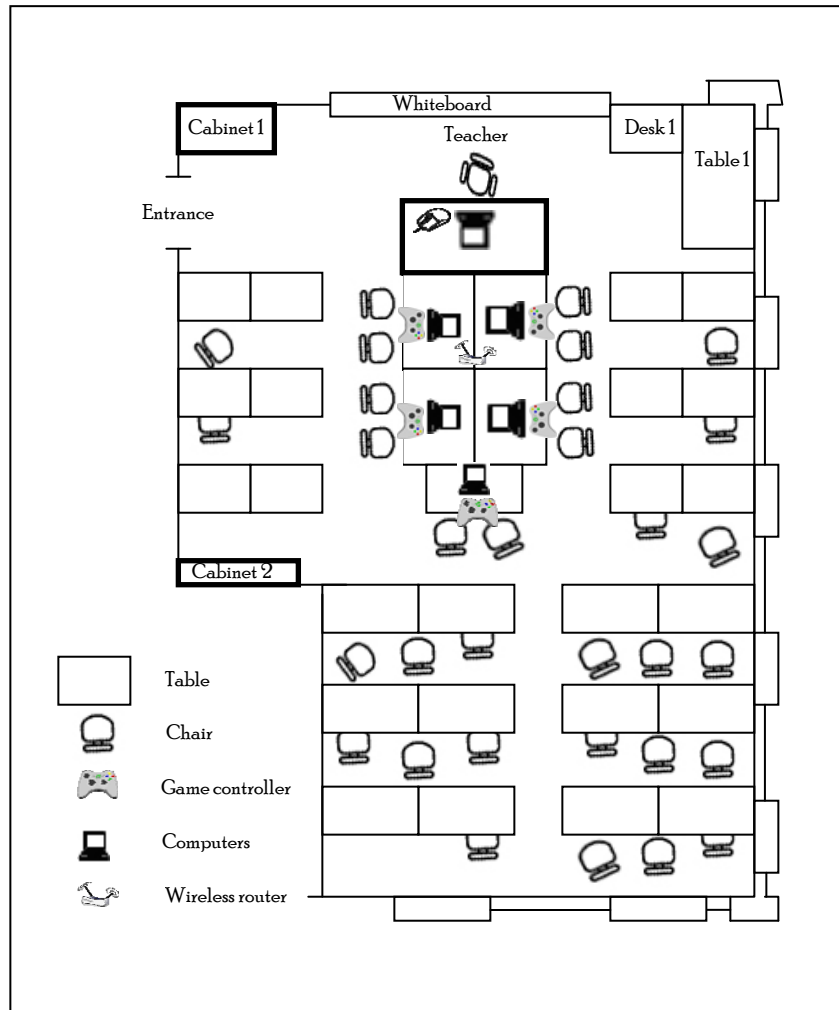 Whiteboard
Cabinet 1
Teacher
Desk 1
Table 1
Entrance
Cabinet 2
Table
Chair
Game controller
Computers
Wireless router